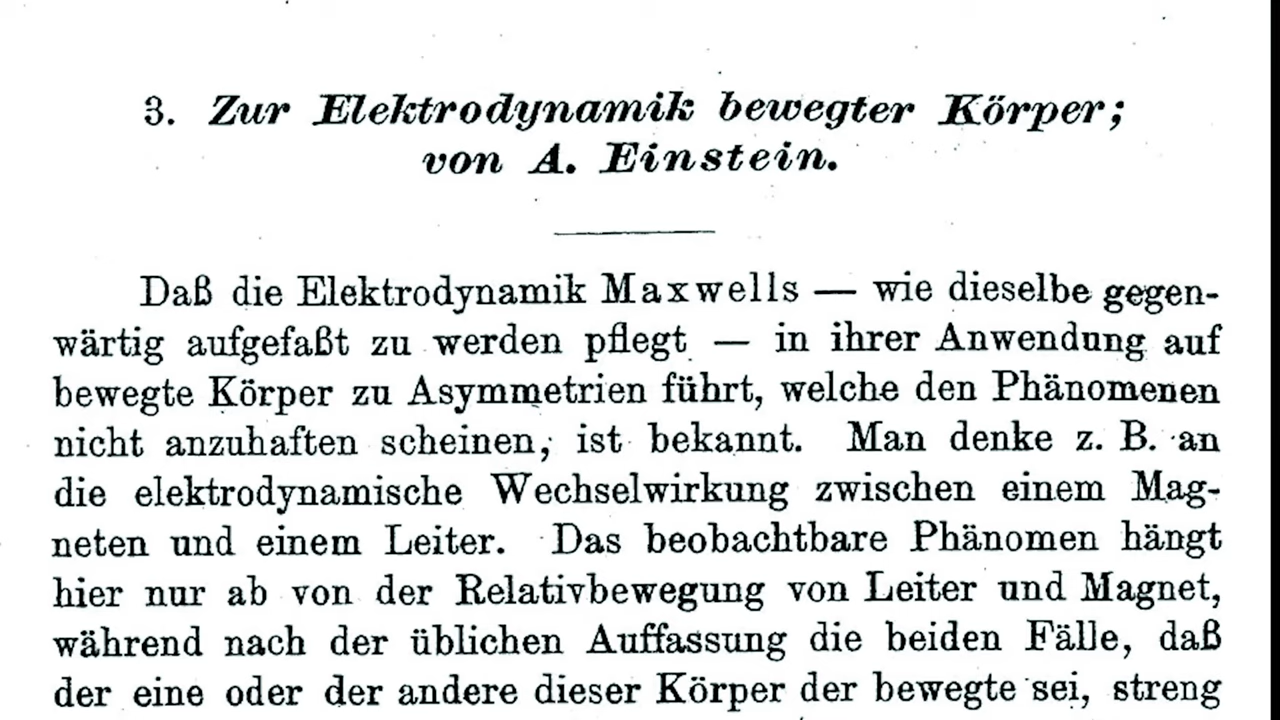 3. Zur Elektrodynamik bewegter Körper;
von A. Einstein.
Daß die Elektrodynamik Maxwells — wie dieselbe gegen-
wärtig aufgefaßt zu werden pflegt — in ihrer Anwendung auf
bewegte Körper zu Asymmetrien führt, welche den Phänomenen
nicht anzuhaften scheinen, ist bekannt. Man denke z. B. an
die elektrodynamische Wechselwirkung zwischen einem Mag-
neten und einem Leiter. Das beobachtbare Phänomen hängt
hier nur ab von der Relativbewegung von Leiter und Magnet,
während nach der üblichen Auffassung die beiden Fälle, daß
der eine oder der andere dieser Körper der bewegte sei, streng